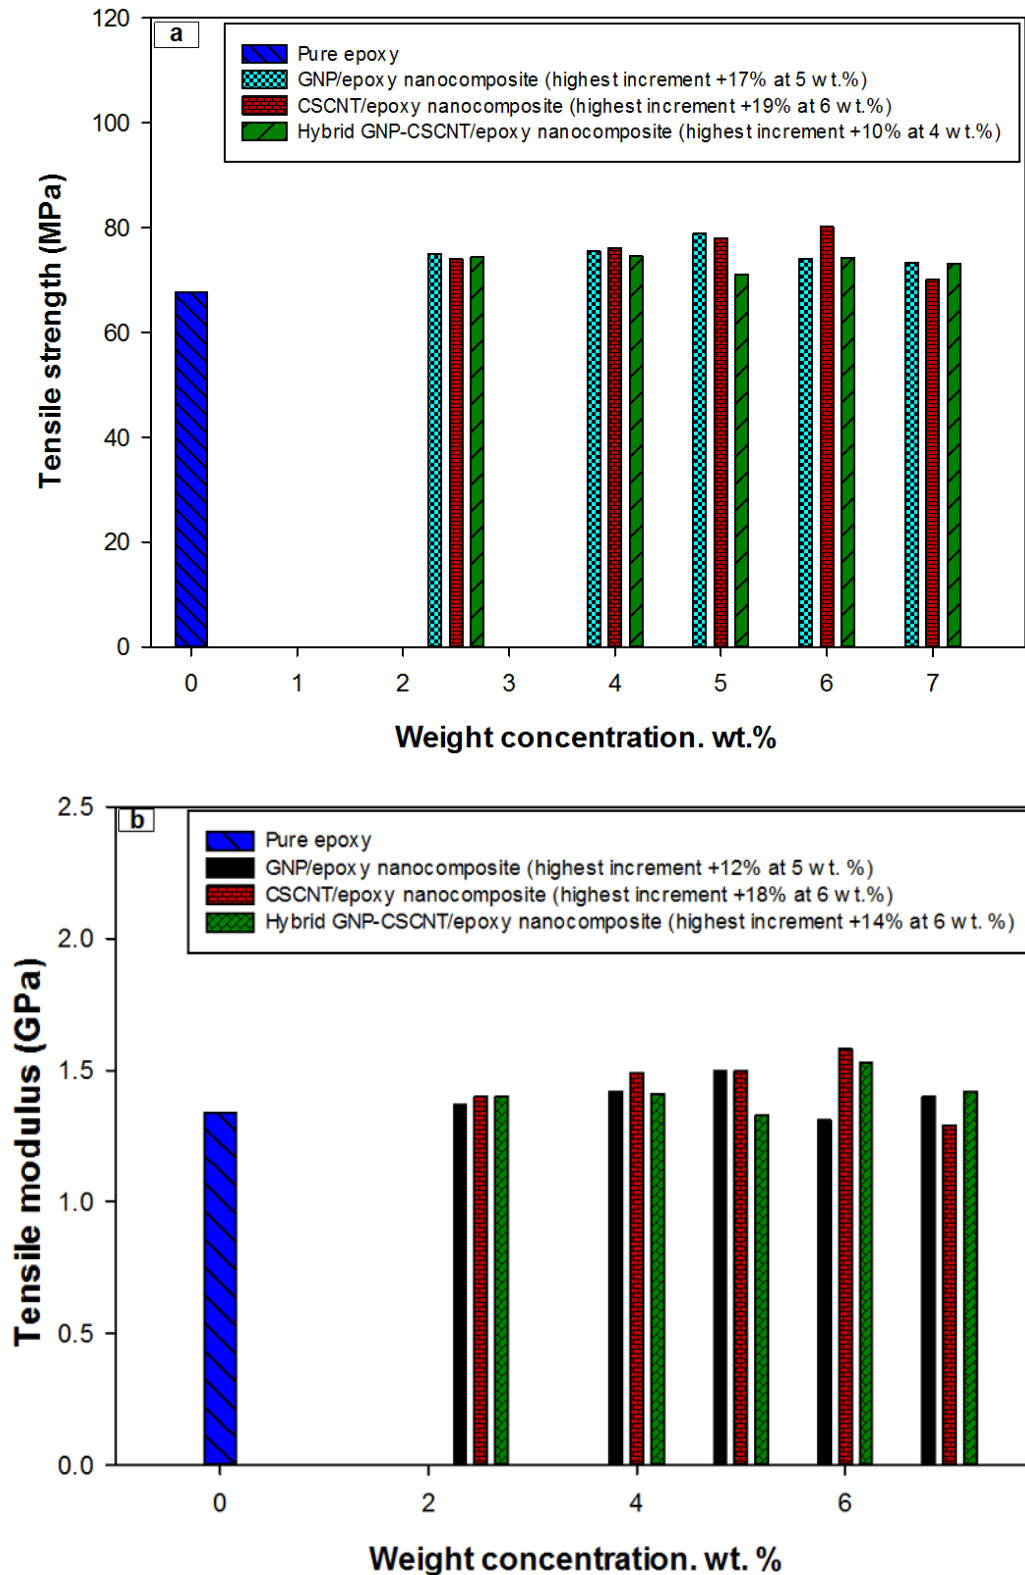 a
Pure epoxy
GNP/epoxy nanocomposite (highest increment +17% at 5 wt.%)
CSCNT/epoxy nanocomposite (highest increment +19% at 6 wt.%)
Hybrid GNP-CSCNT/epoxy nanocomposite (highest increment +10% at 4 wt.%)
Tensile strength (MPa)
120
100
80
60
40
20
0
0 1 2 3 4 5 6 7
Weight concentration. wt.%
b
Pure epoxy
GNP/epoxy nanocomposite (highest increment +12% at 5 wt. %)
CSCNT/epoxy nanocomposite (highest increment +18% at 6 wt.%)
Hybrid GNP-CSCNT/epoxy nanocomposite (highest increment +14% at 6 wt. %)
Tensile modulus (GPa)
2.5
2.0
1.5
1.0
0.5
0.0
0 2 4 6
Weight concentration. wt. %